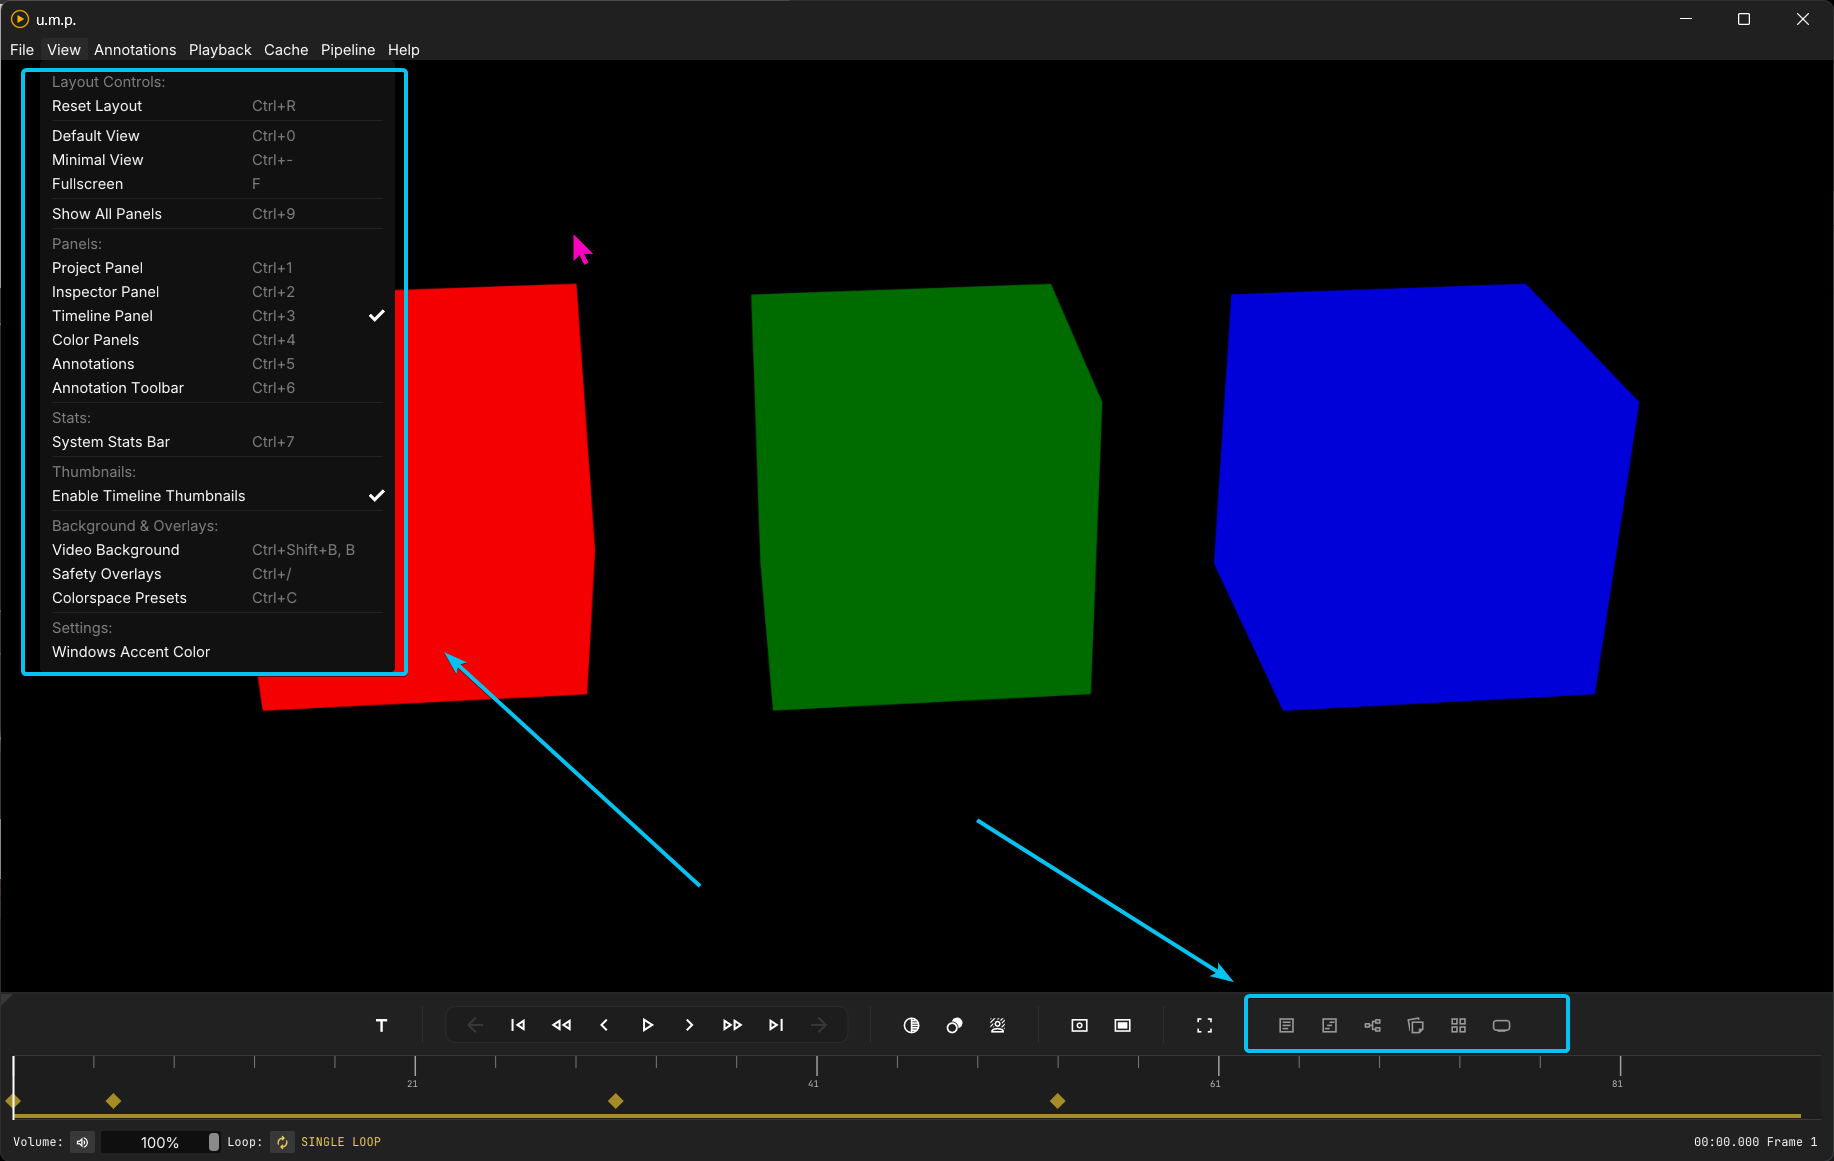 u.m.p.
File View Annotations Playback Cache Pipeline Help
Layout Controls:
Reset Layout Ctrl+R
Default View Ctrl+0
Minimal View Ctrl+-
Fullscreen F
Show All Panels Ctrl+9
Panels:
Project Panel Ctrl+1
Inspector Panel Ctrl+2
Timeline Panel Ctrl+3
Color Panels Ctrl+4
Annotations Ctrl+5
Annotation Toolbar Ctrl+6
Stats:
System Stats Bar Ctrl+7
Thumbnails:
Enable Timeline Thumbnails
Background & Overlays:
Video Background Ctrl+Shift+B, B
Safety Overlays Ctrl+/
Colorspace Presets Ctrl+C
Settings:
Windows Accent Color
T
21 41 61 81
Volume: 100% Loop: SINGLE LOOP 00:00.000 Frame 1